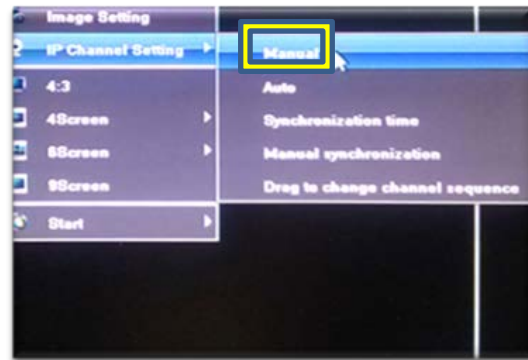 Image Setting
IP Channel Setting
4:3
4Screen
6Screen
9Screen
Start
Manual
Auto
Synchronization time
Manual synchronization
Drag to change channel sequence